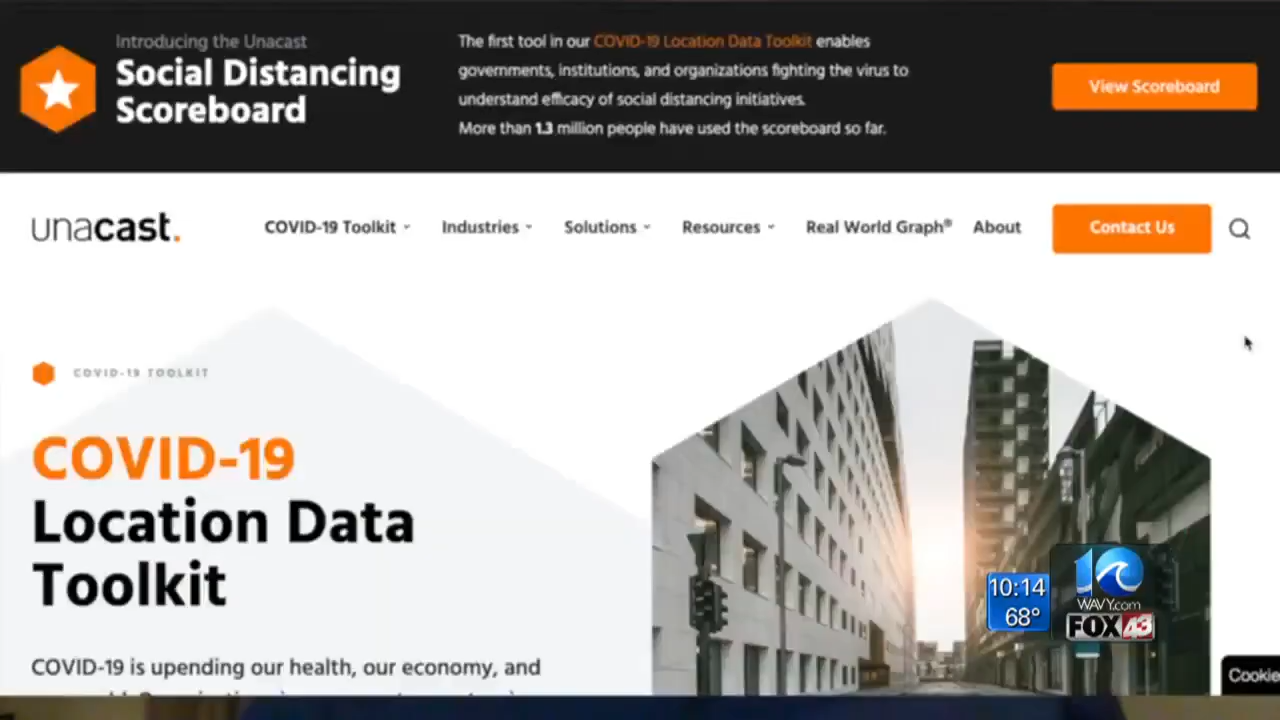 Introducing the Unacast
Social Distancing
Scoreboard
The first tool in our COVID-19 Location Data Toolkit enables
governments, institutions, and organizations fighting the virus to
understand efficacy of social distancing initiatives.
More than 1.3 million people have used the scoreboard so far.
View Scoreboard
unacast.
COVID-19 Toolkit
Industries
Solutions
Resources
Real World Graph®
About
Contact Us
COVID-19 TOOLKIT
COVID-19
Location Data
Toolkit
COVID-19 is upending our health, our economy, and
10:14
68°
10
WAVY.com
FOX 43
Cookie